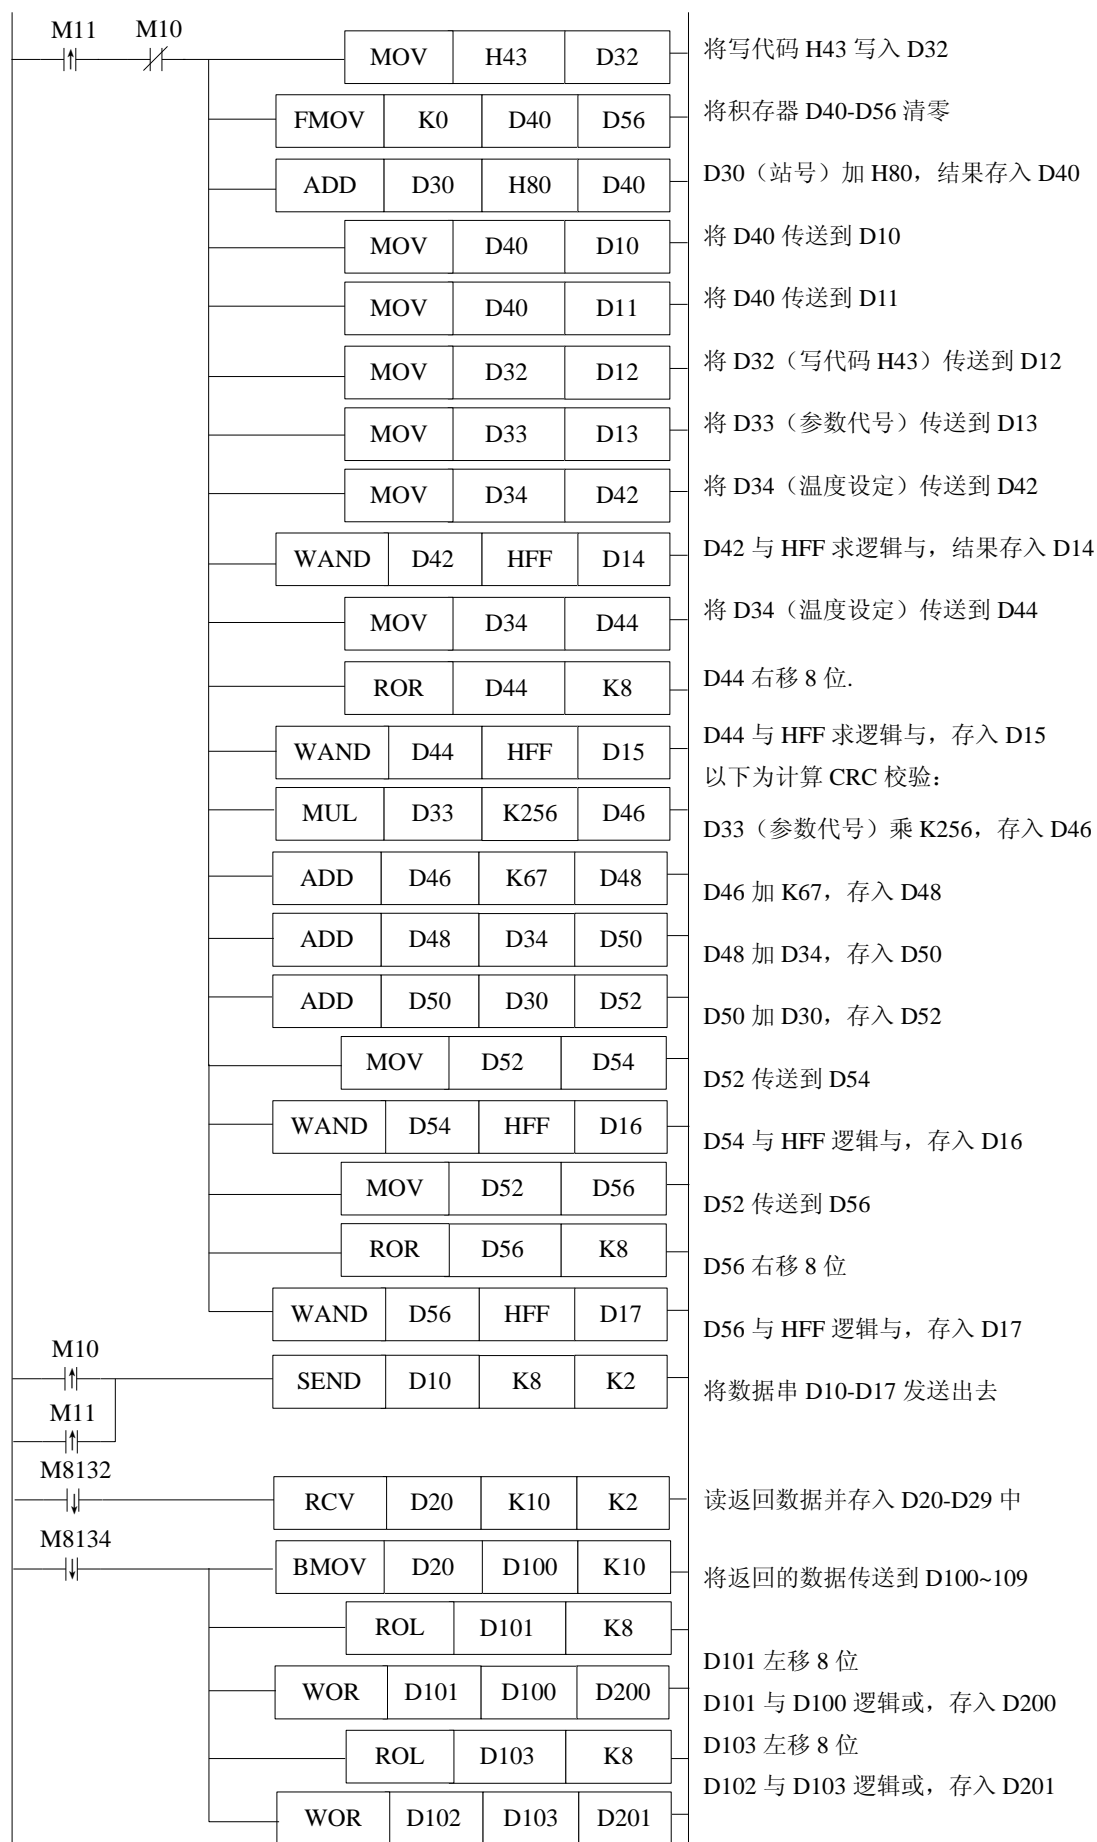 M11 M10
MOV H43 D32 将写代码 H43 写入 D32
FMOV K0 D40 D56 将积存器 D40-D56 清零
ADD D30 H80 D40 D30（站号）加 H80，结果存入 D40
MOV D40 D10 将 D40 传送到 D10
MOV D40 D11 将 D40 传送到 D11
MOV D32 D12 将 D32（写代码 H43）传送到 D12
MOV D33 D13 将 D33（参数代号）传送到 D13
MOV D34 D42 将 D34（温度设定）传送到 D42
WAND D42 HFF D14 D42 与 HFF 求逻辑与，结果存入 D14
MOV D34 D44 将 D34（温度设定）传送到 D44
ROR D44 K8 D44 右移 8 位.
WAND D44 HFF D15 D44 与 HFF 求逻辑与，存入 D15
以下为计算 CRC 校验：
MUL D33 K256 D46 D33（参数代号）乘 K256，存入 D46
ADD D46 K67 D48 D46 加 K67，存入 D48
ADD D48 D34 D50 D48 加 D34，存入 D50
ADD D50 D30 D52 D50 加 D30，存入 D52
MOV D52 D54 D52 传送到 D54
WAND D54 HFF D16 D54 与 HFF 逻辑与，存入 D16
MOV D52 D56 D52 传送到 D56
ROR D56 K8 D56 右移 8 位
WAND D56 HFF D17 D56 与 HFF 逻辑与，存入 D17
M10
SEND D10 K8 K2 将数据串 D10-D17 发送出去
M11
M8132
RCV D20 K10 K2 读返回数据并存入 D20-D29 中
M8134
BMOV D20 D100 K10 将返回的数据传送到 D100~109
ROL D101 K8 D101 左移 8 位
WOR D101 D100 D200 D101 与 D100 逻辑或，存入 D200
ROL D103 K8 D103 左移 8 位
WOR D102 D103 D201 D102 与 D103 逻辑或，存入 D201